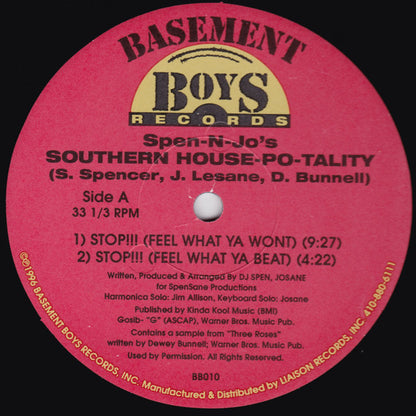 BASEMENT
BOYS
RECORDS
Spen-N-Jo's
SOUTHERN HOUSE-PO-TALITY
(S. Spencer, J. Lesane, D. Bunnell)
Side A
33 1/3 RPM
1) STOP!!! (FEEL WHAT YA WONT) (9:27)
2) STOP!!! (FEEL WHAT YA BEAT) (4:22)
Written, Produced & Arranged By DJ SPEN, JOSANE
for SpenSane Productions
Harmonica Solo: Jim Allison, Keyboard Solo: Josane
Published by Kinda Kool Music (BMI)
Gosib- "G" (ASCAP), Warner Bros. Music Pub.
Contains a sample from "Three Roses"
written by Dewey Bunnell; Warner Bros. Music Pub.
Used by Permission. All Rights Reserved.
BB010
©℗1996 BASEMENT BOYS RECORDS, INC. Manufactured & Distributed by LIAISON RECORDS, INC 410-880-6111